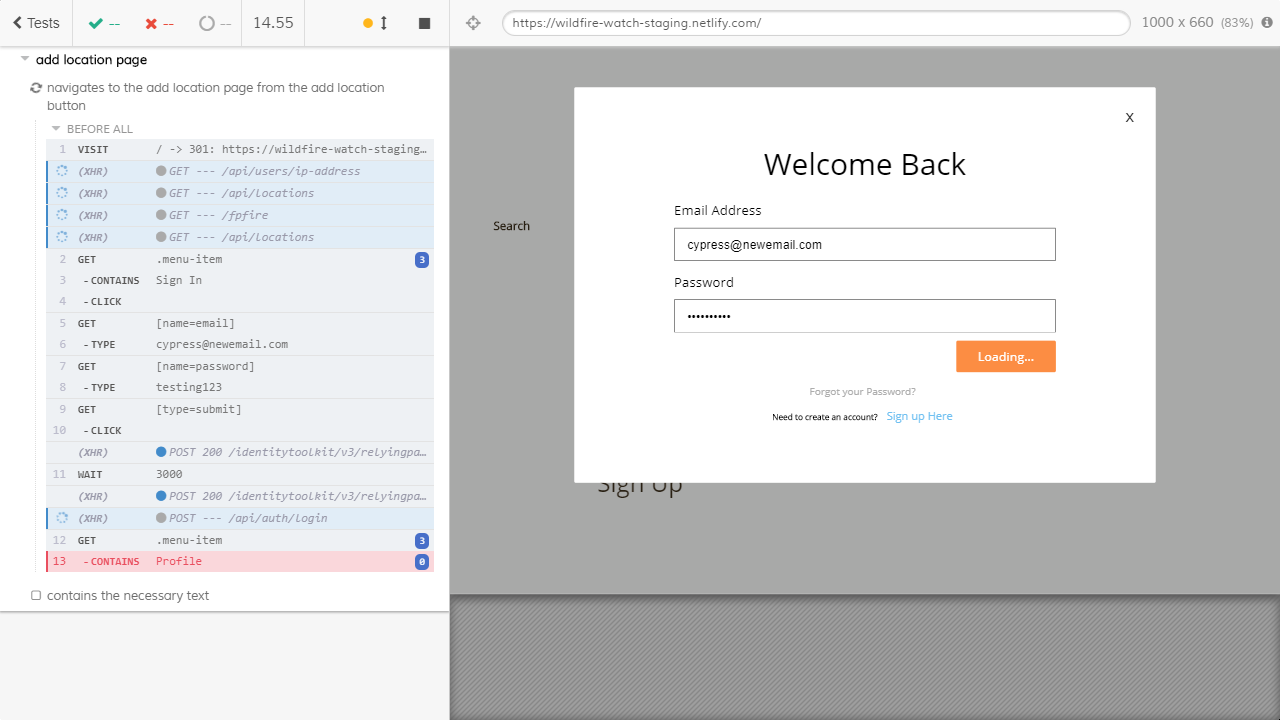 Tests
--
--
--
14.55
https://wildfire-watch-staging.netlify.com/
1000 x 660 (83%)
add location page
navigates to the add location page from the add location
button
BEFORE ALL
1 VISIT / -> 301: https://wildfire-watch-staging…
(XHR) GET --- /api/users/ip-address
(XHR) GET --- /api/locations
(XHR) GET --- /fpfire
(XHR) GET --- /api/locations
2 GET .menu-item 3
3 - CONTAINS Sign In
4 - CLICK
5 GET [name=email]
6 - TYPE cypress@newemail.com
7 GET [name=password]
8 - TYPE testing123
9 GET [type=submit]
10 - CLICK
(XHR) POST 200 /identitytoolkit/v3/relyingpa…
11 WAIT 3000
(XHR) POST 200 /identitytoolkit/v3/relyingpa…
(XHR) POST --- /api/auth/login
12 GET .menu-item 3
13 - CONTAINS Profile 0
contains the necessary text
Search
X
Welcome Back
Email Address
cypress@newemail.com
Password
••••••••••
Loading...
Forgot your Password?
Need to create an account? Sign up Here
Sign Up